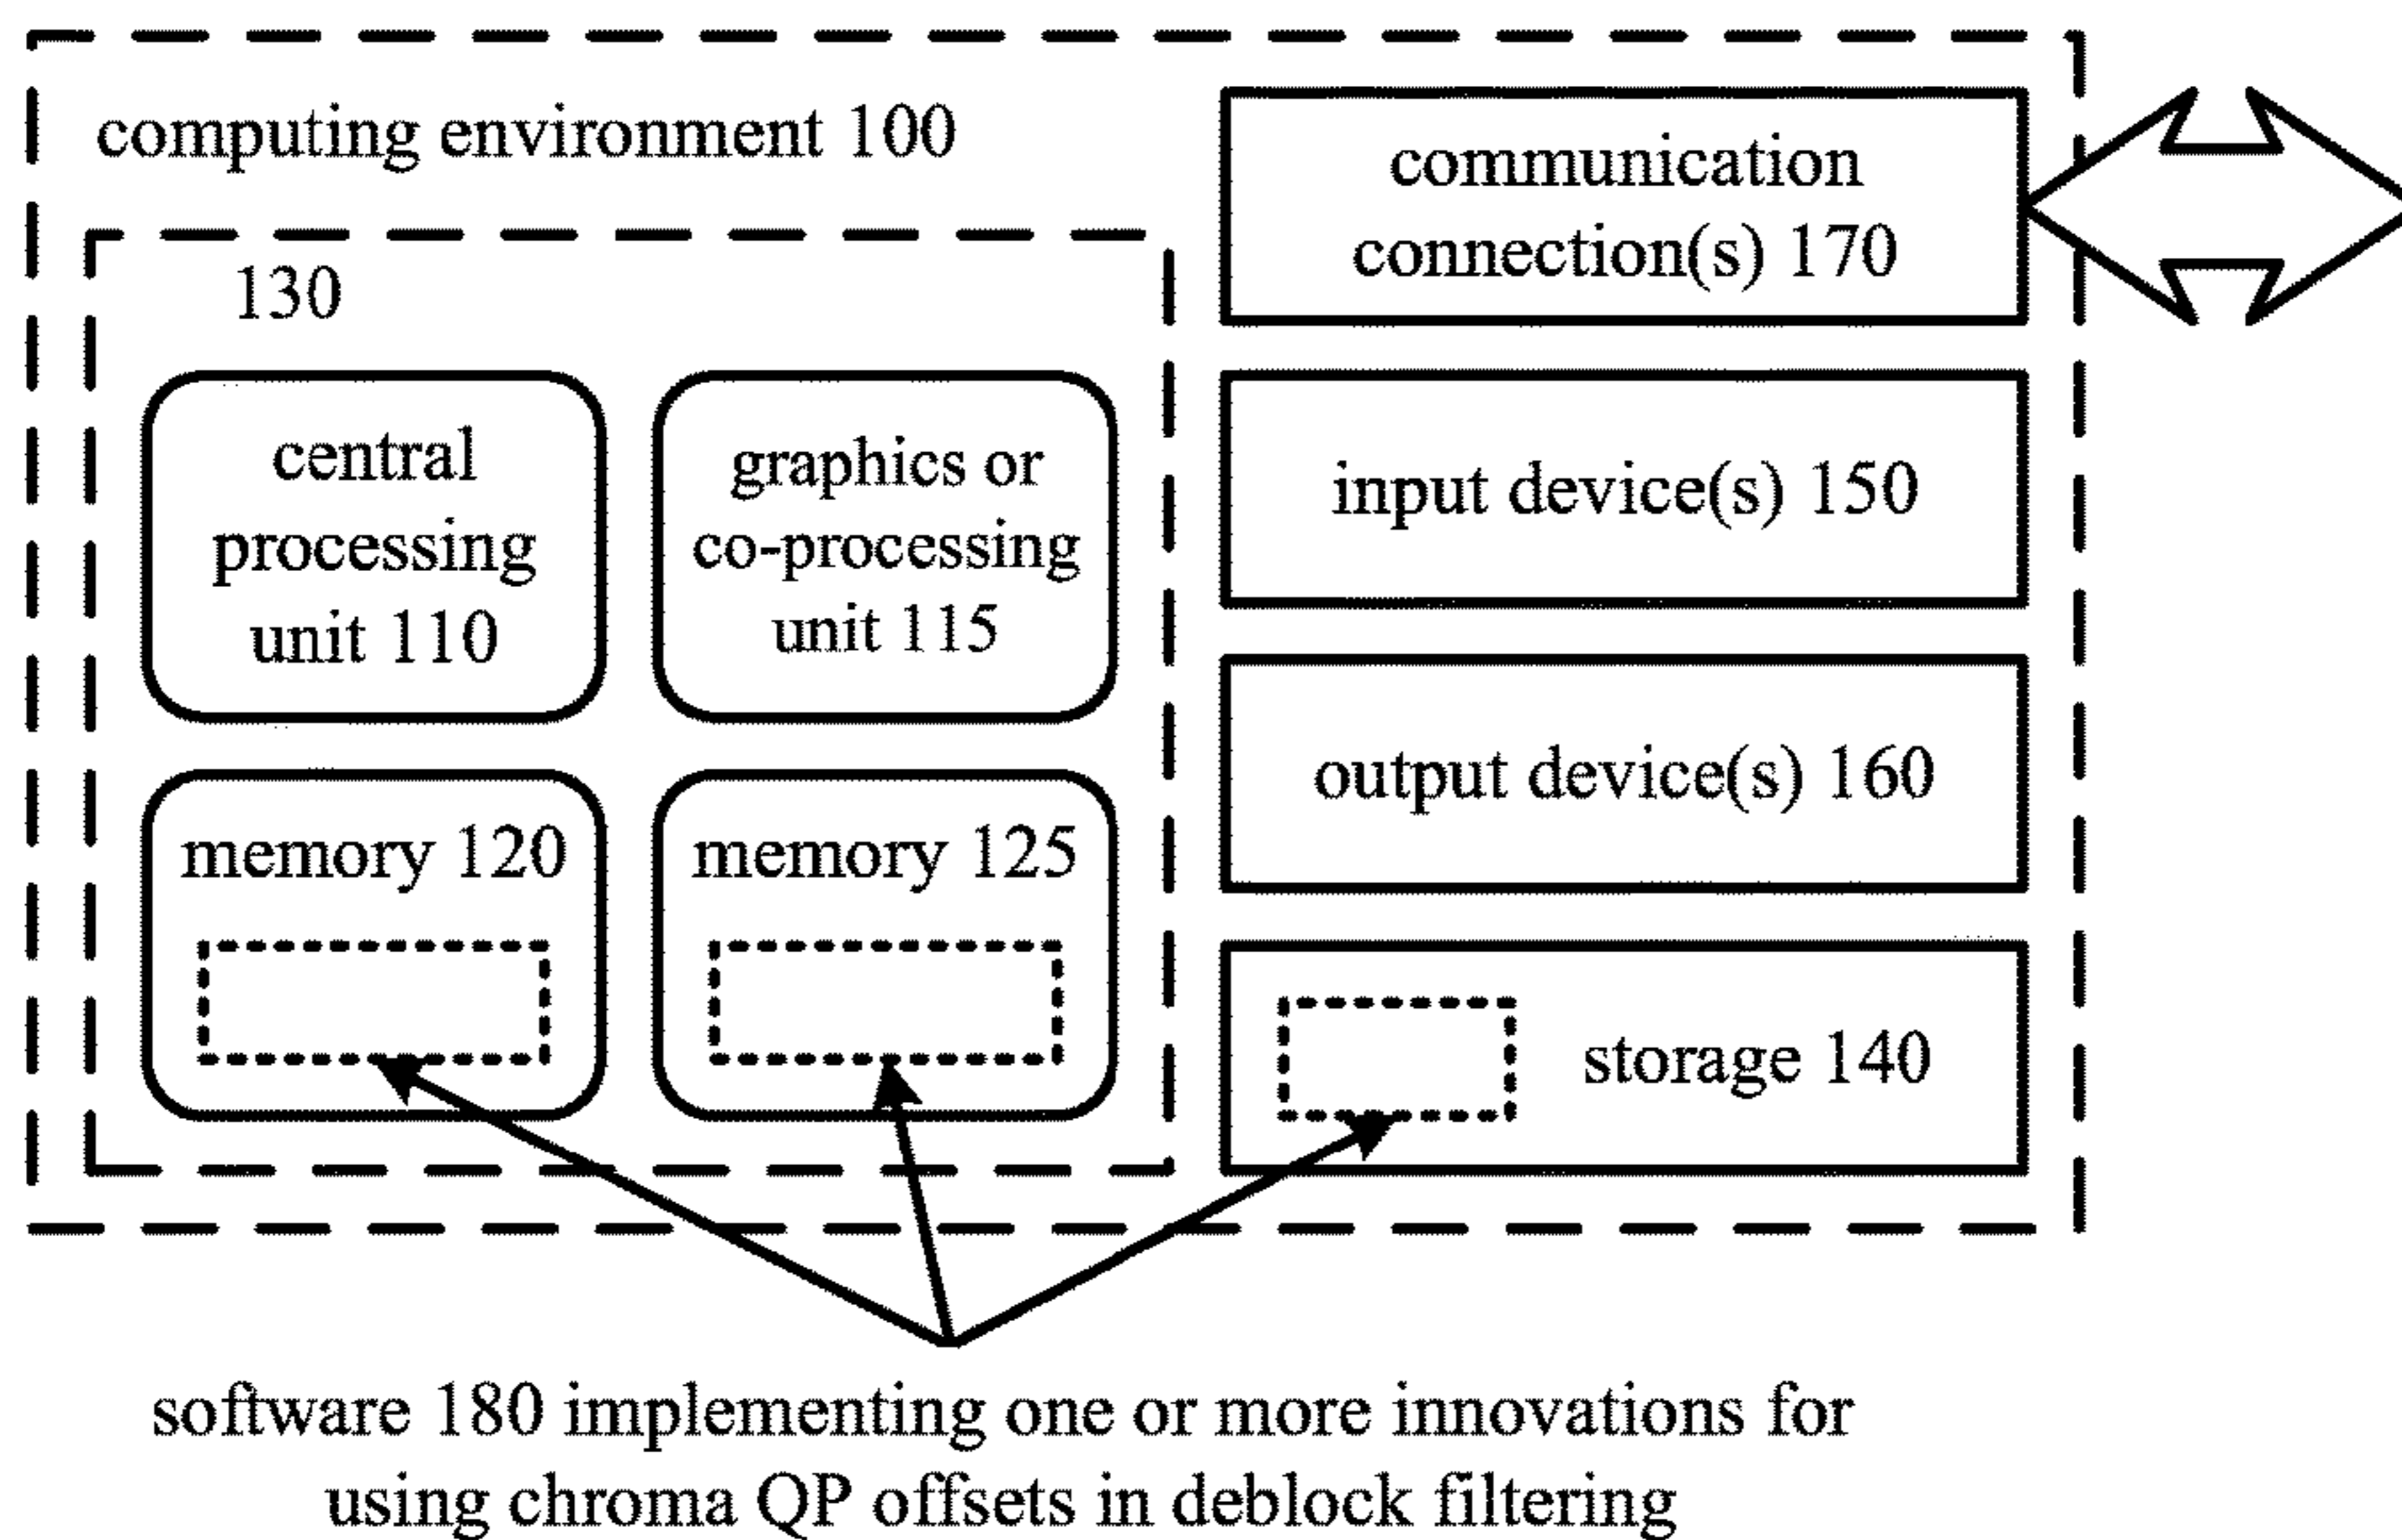 computing environment 100
130
central
processing
unit 110
graphics or
co-processing
unit 115
memory 120
memory 125
communication
connection(s) 170
input device(s) 150
output device(s) 160
storage 140
software 180 implementing one or more innovations for
using chroma QP offsets in deblock filtering